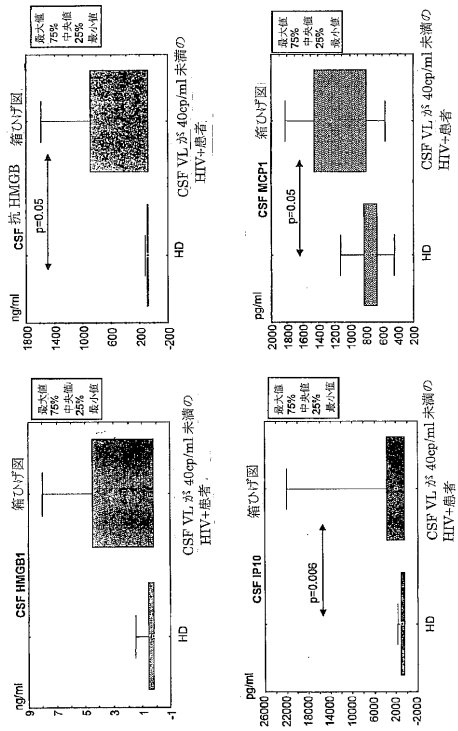 CSF HMGB1　箱ひげ図
ng/ml
最大値
75%
中央値
25%
最小値
9
7
5
3
1
-1
HD
CSF VL が 40cp/ml 未満の
HIV+患者
CSF 抗 HMGB　箱ひげ図
ng/ml
最大値
75%
中央値
25%
最小値
1800
1400
1000
600
200
-200
p=0.05
HD
CSF VL が 40cp/ml 未満の
HIV+患者
CSF IP10　箱ひげ図
pg/ml
最大値
75%
中央値
25%
最小値
26000
22000
18000
14000
10000
6000
2000
-2000
p=0.006
HD
CSF VL が 40cp/ml 未満の
HIV+患者
CSF MCP1　箱ひげ図
pg/ml
最大値
75%
中央値
25%
最小値
2000
1800
1600
1400
1200
1000
800
600
400
200
p=0.05
HD
CSF VL が 40cp/ml 未満の
HIV+患者